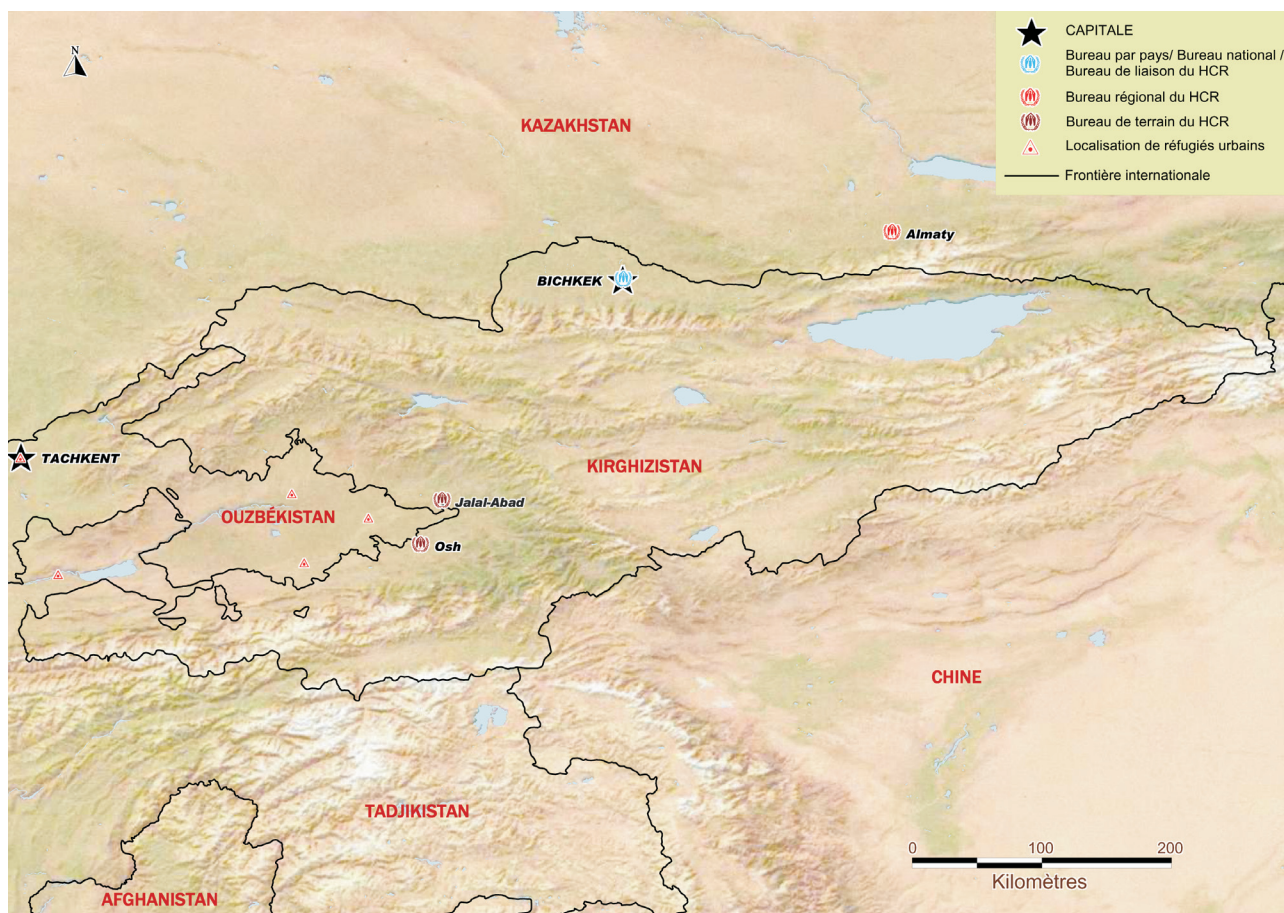 N
CAPITALE
Bureau par pays/ Bureau national /
Bureau de liaison du HCR
Bureau régional du HCR
Bureau de terrain du HCR
Localisation de réfugiés urbains
Frontière internationale
KAZAKHSTAN
Almaty
BICHKEK
TACHKENT
KIRGHIZISTAN
Jalal-Abad
OUZBÉKISTAN
Osh
CHINE
TADJIKISTAN
AFGHANISTAN
0 100 200
Kilomètres